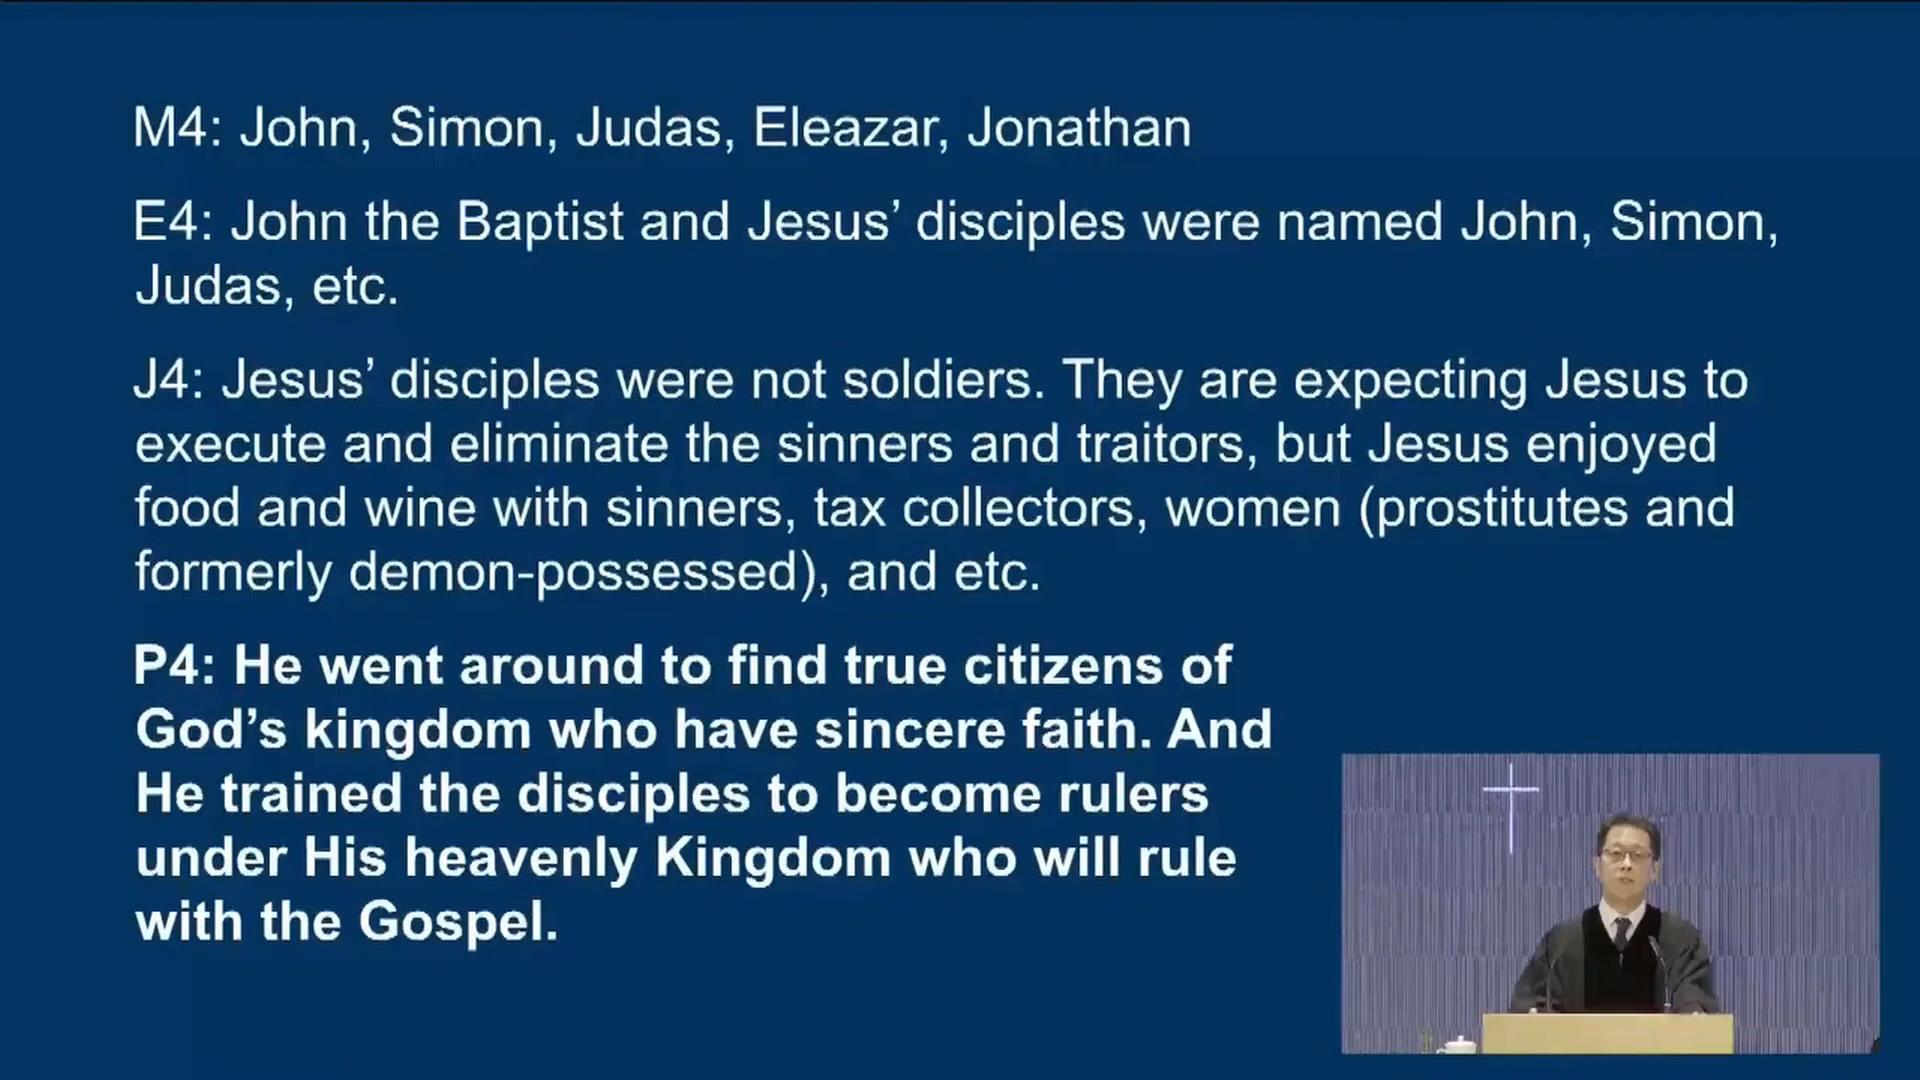 M4: John, Simon, Judas, Eleazar, Jonathan
E4: John the Baptist and Jesus’ disciples were named John, Simon,
Judas, etc.
J4: Jesus’ disciples were not soldiers. They are expecting Jesus to
execute and eliminate the sinners and traitors, but Jesus enjoyed
food and wine with sinners, tax collectors, women (prostitutes and
formerly demon-possessed), and etc.
P4: He went around to find true citizens of
God’s kingdom who have sincere faith. And
He trained the disciples to become rulers
under His heavenly Kingdom who will rule
with the Gospel.